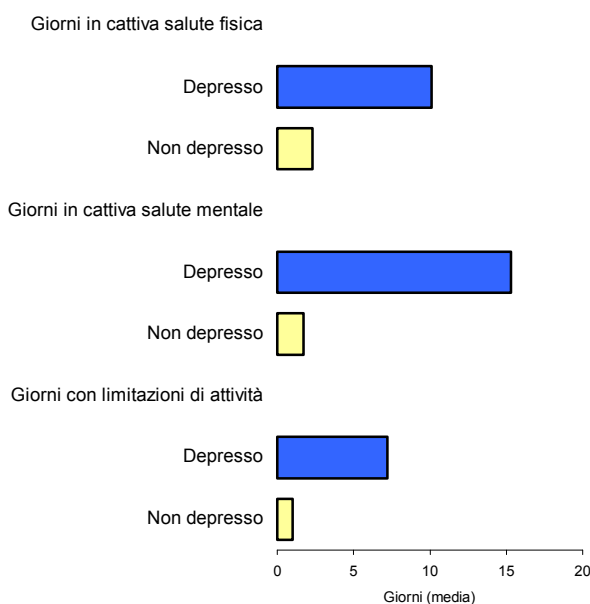 Giorni in cattiva salute fisica
Depresso
Non depresso
Giorni in cattiva salute mentale
Depresso
Non depresso
Giorni con limitazioni di attività
Depresso
Non depresso
0 5 10 15 20
Giorni (media)